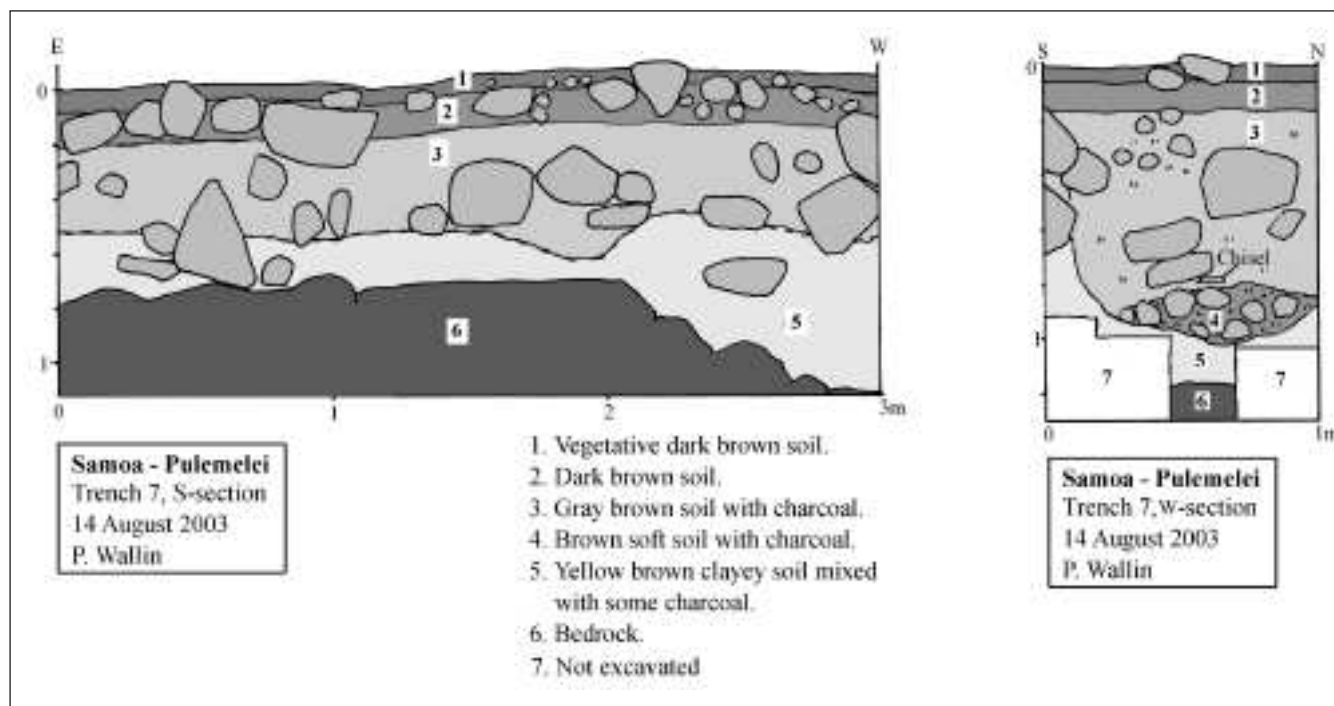 E W
0
1
2
3
6
5
1
0 1 2 3m
S N
0
1
2
3
Chisel
4
1
5
7 7
6
0 1m
Samoa - Pulemelei
Trench 7, S-section
14 August 2003
P. Wallin
1. Vegetative dark brown soil.
2. Dark brown soil.
3. Gray brown soil with charcoal.
4. Brown soft soil with charcoal.
5. Yellow brown clayey soil mixed
with some charcoal.
6. Bedrock.
7. Not excavated
Samoa - Pulemelei
Trench 7,W-section
14 August 2003
P. Wallin